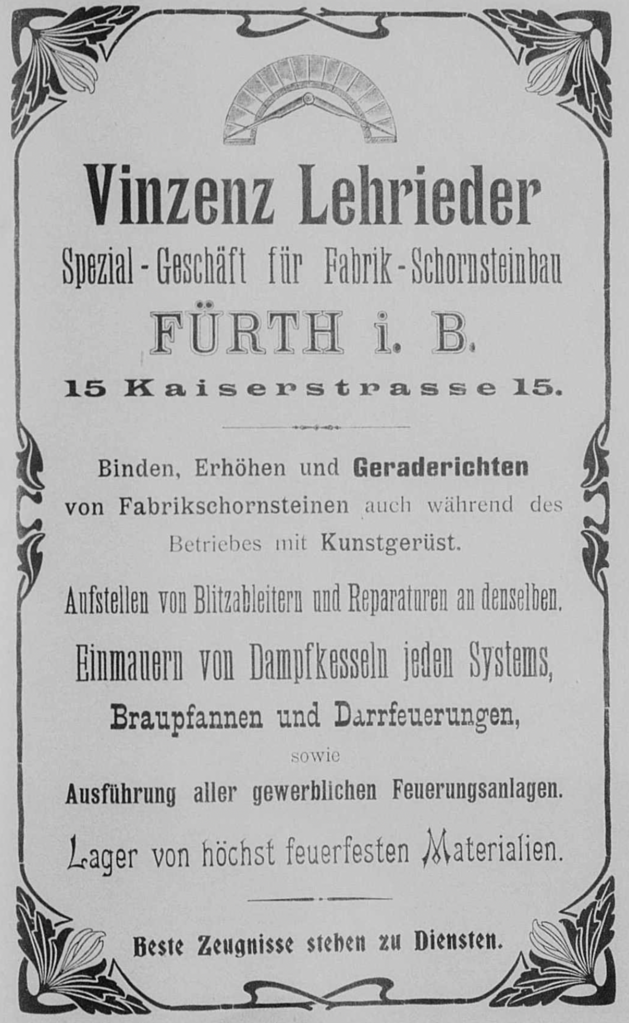 Vinzenz Lehrieder
Spezial-Geschäft für Fabrik-Schornsteinbau
FÜRTH i. B.
15 Kaiserstrasse 15.
Binden, Erhöhen und Geraderichten
von Fabrikschornsteinen auch während des
Betriebes mit Kunstgerüst.
Aufstellen von Blitzableitern und Reparaturen an denselben.
Einmauern von Dampfkesseln jeden Systems,
Braupfannen und Darrfeuerungen,
sowie
Ausführung aller gewerblichen Feuerungsanlagen.
Lager von höchst feuerfesten Materialien.
Beste Zeugnisse stehen zu Diensten.